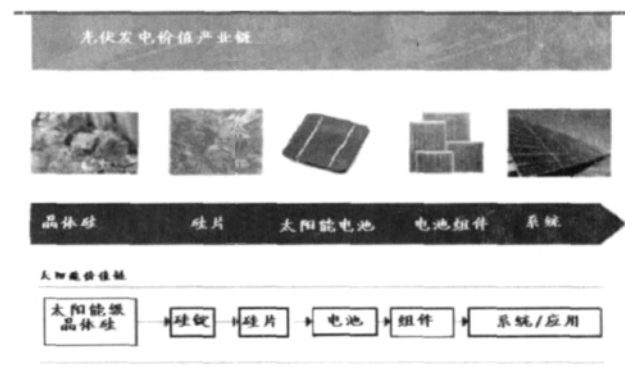 光伏发电价值产业链
晶体硅 硅片 太阳能电池 电池组件 系统
太阳能价值链
太阳能级
晶体硅
硅锭 硅片 电池 组件 系统/应用